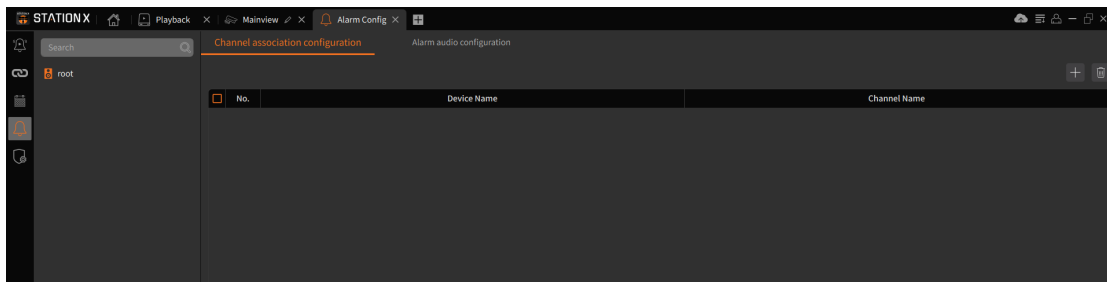 STATION X Playback Mainview Alarm Config
Search Channel association configuration Alarm audio configuration
root
No. Device Name Channel Name